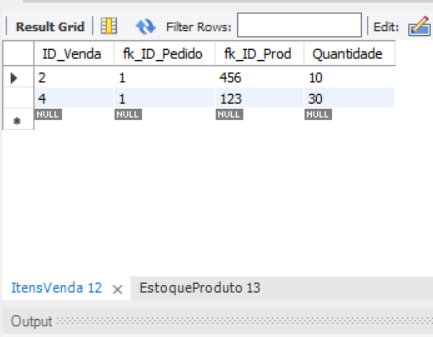 Result Grid Filter Rows: Edit:
ID_Venda fk_ID_Pedido fk_ID_Prod Quantidade
2 1 456 10
4 1 123 30
NULL NULL NULL NULL
ItensVenda 12 × EstoqueProduto 13
Output